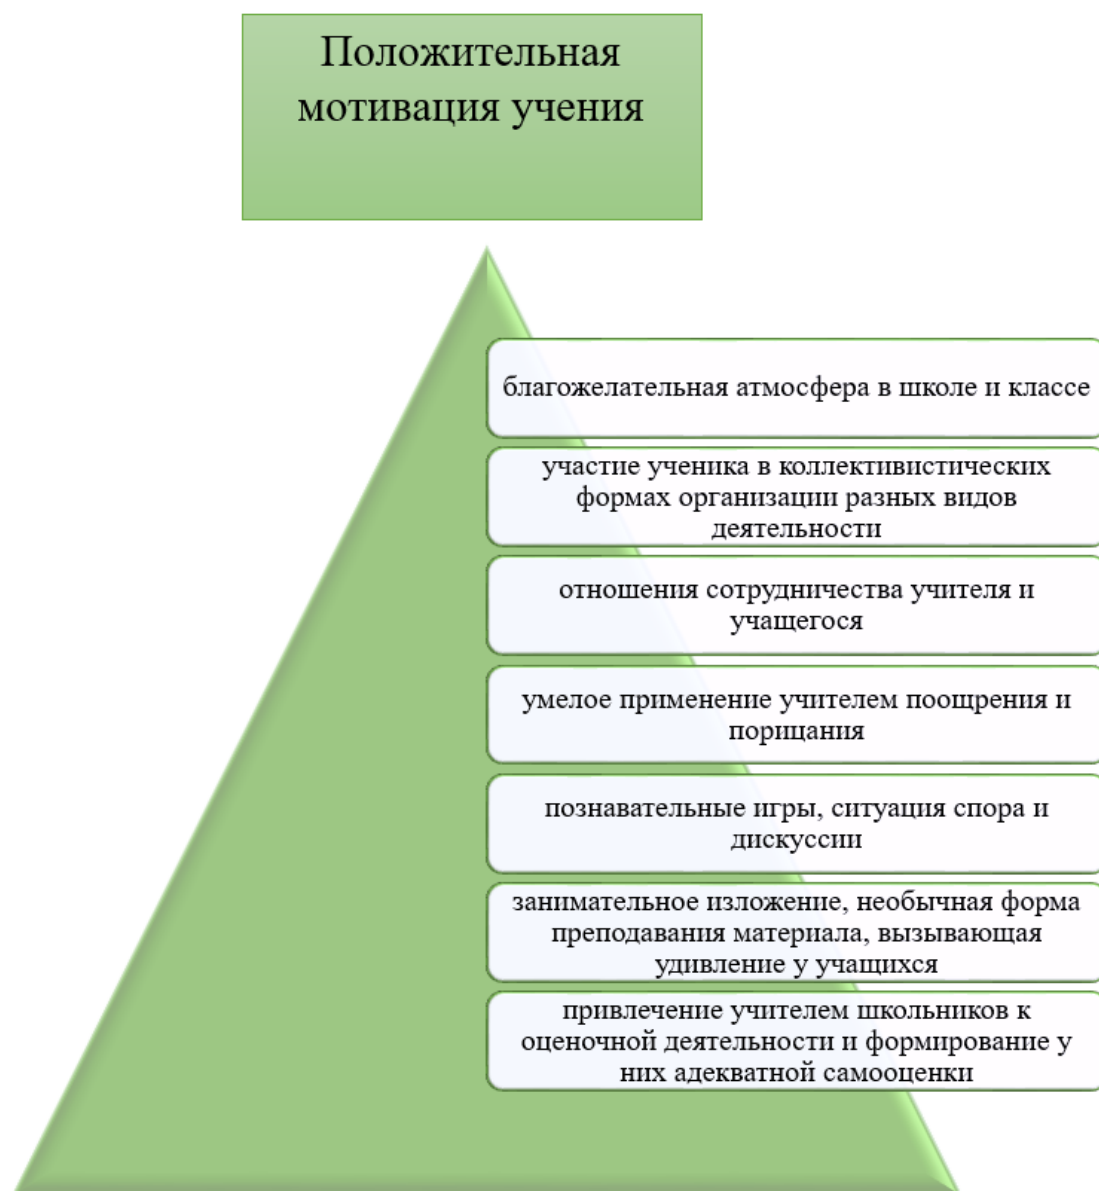 Положительная
мотивация учения
благожелательная атмосфера в школе и классе
участие ученика в коллективистических
формах организации разных видов
деятельности
отношения сотрудничества учителя и
учащегося
умелое применение учителем поощрения и
порицания
познавательные игры, ситуация спора и
дискуссии
занимательное изложение, необычная форма
преподавания материала, вызывающая
удивление у учащихся
привлечение учителем школьников к
оценочной деятельности и формирование у
них адекватной самооценки